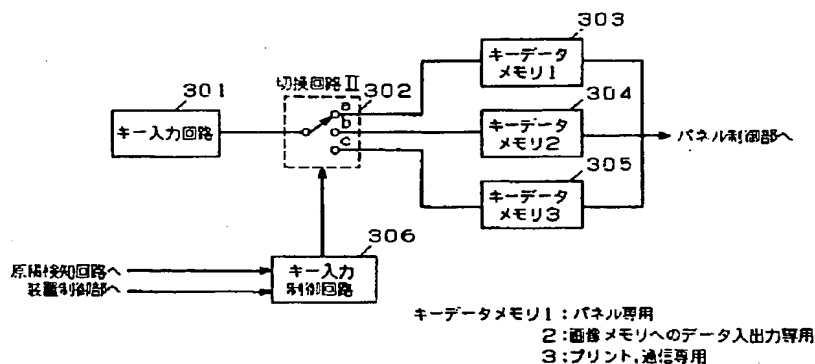 303
キーデータ
メモリ1
切換回路Ⅱ
302
301
キー入力回路
a
b
c
304
キーデータ
メモリ2
パネル制御部へ
305
キーデータ
メモリ3
306
キー入力
制御回路
原稿検知回路へ
装置制御部へ
キーデータメモリ1:パネル専用
2:画像メモリへのデータ入出力専用
3:プリント,通信専用